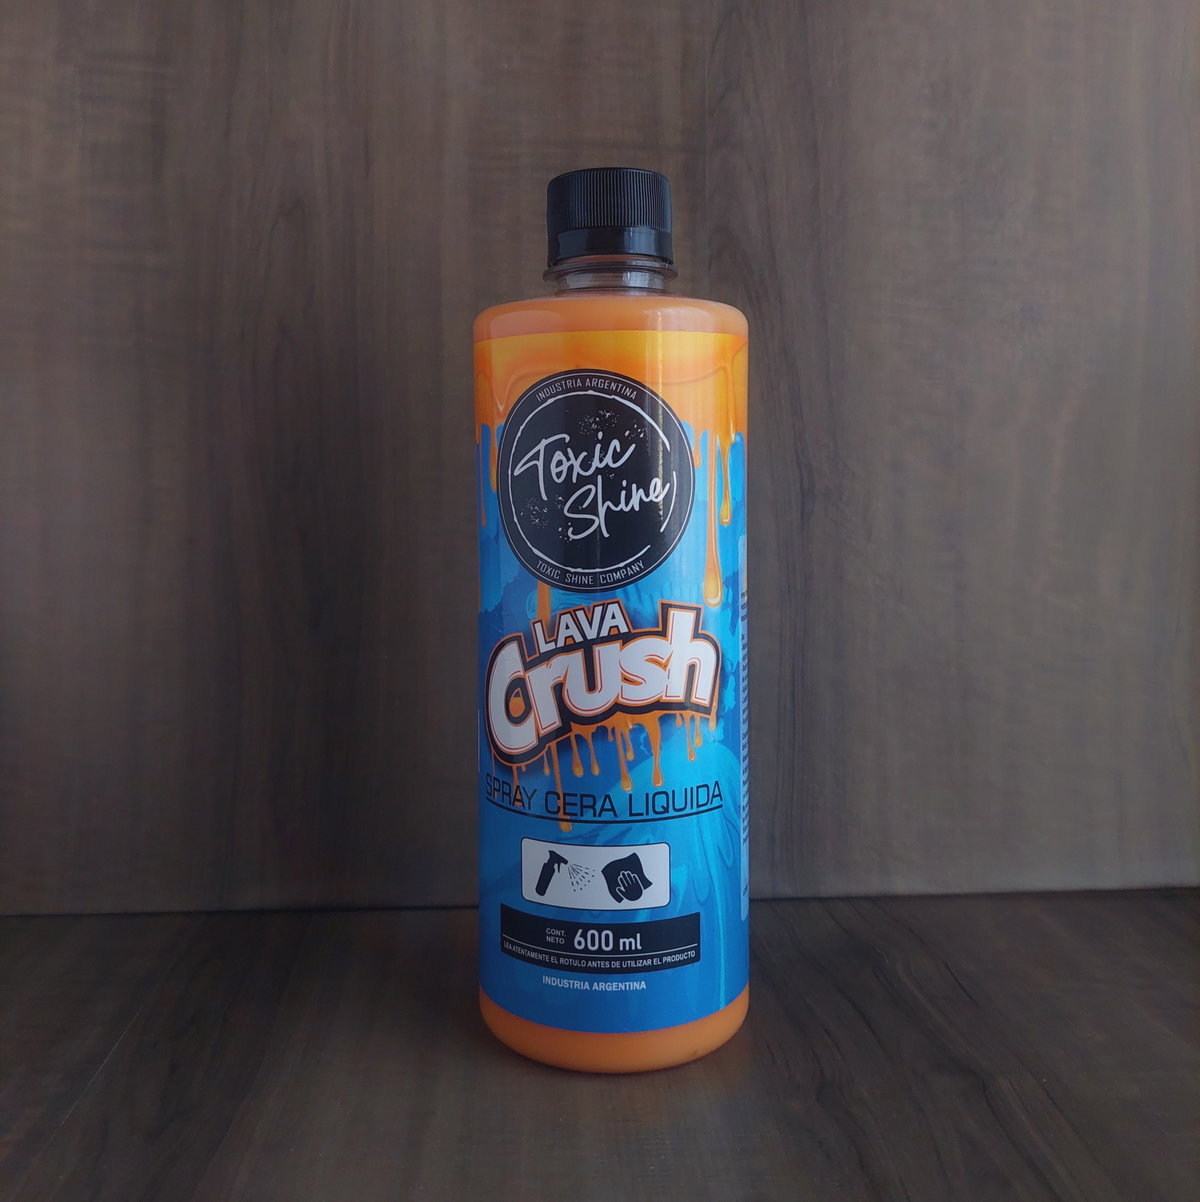 INDUSTRIA ARGENTINA
Toxic
Shine
TOXIC SHINE COMPANY
LAVA
Crush
SPRAY CERA LIQUIDA
CONT.
NETO 600 ml
LEA ATENTAMENTE EL ROTULO ANTES DE UTILIZAR EL PRODUCTO
INDUSTRIA ARGENTINA